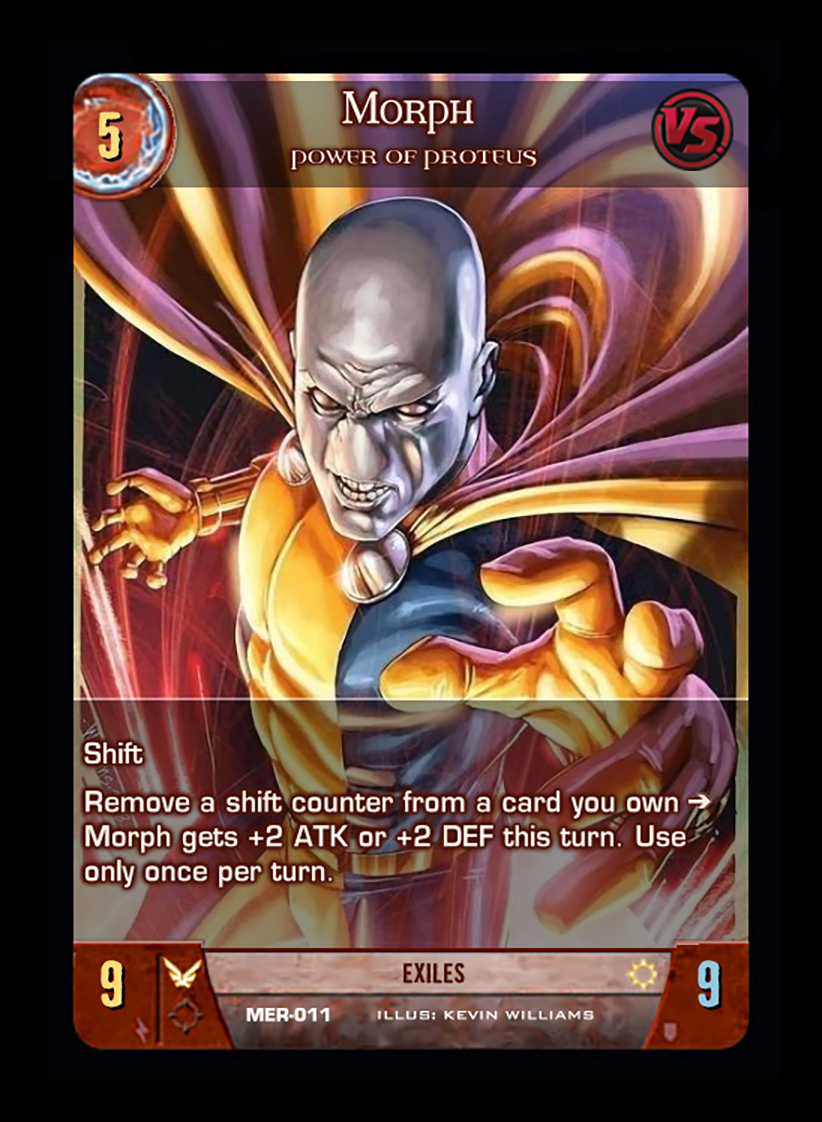 5
Morph
VS.
Power of Proteus
Shift
Remove a shift counter from a card you own ➔
Morph gets +2 ATK or +2 DEF this turn. Use
only once per turn.
9
EXILES
9
MER-011 ILLUS: KEVIN WILLIAMS